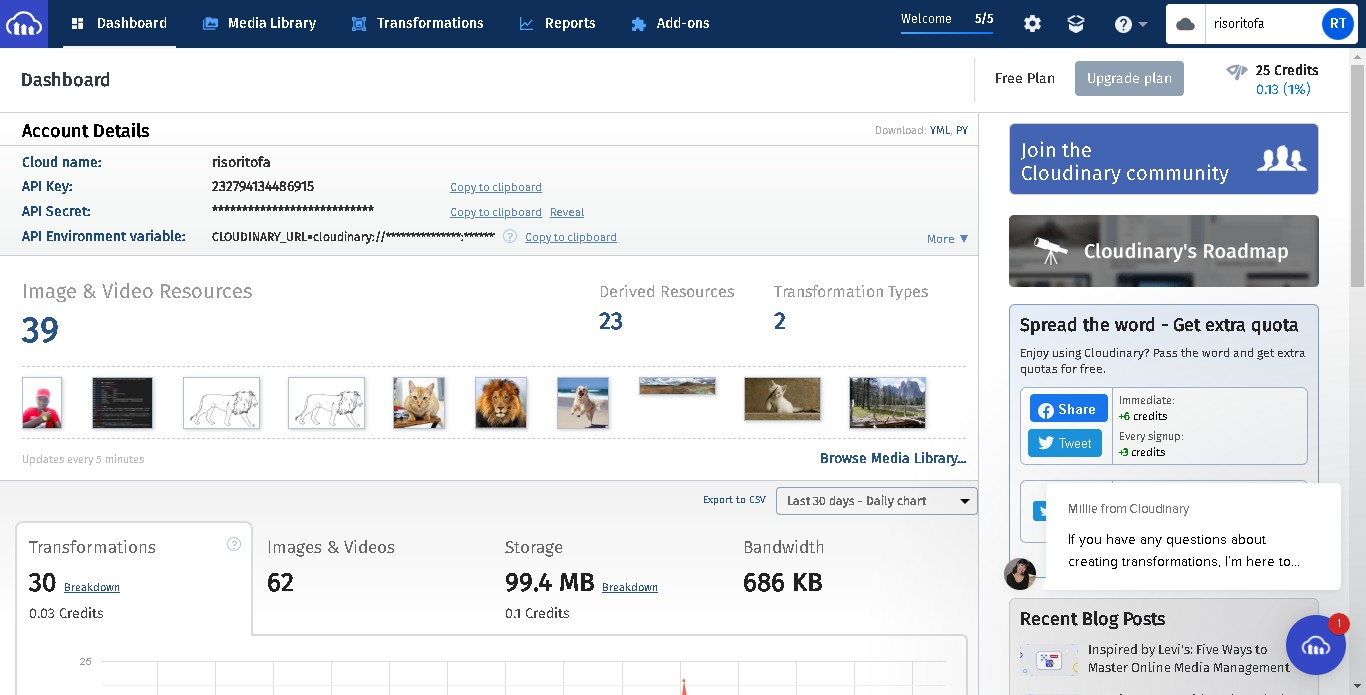 Dashboard
Media Library
Transformations
Reports
Add-ons
Welcome 5/5
risoritofa
RT
Dashboard
Free Plan
Upgrade plan
25 Credits
0.13 (1%)
Account Details
Download: YML, PY
Cloud name: risoritofa
API Key: 232794134486915 Copy to clipboard
API Secret: *************************** Copy to clipboard Reveal
API Environment variable: CLOUDINARY_URL=cloudinary://***************:****** ? Copy to clipboard
More ▼
Image & Video Resources
39
Derived Resources
23
Transformation Types
2
Updates every 5 minutes
Browse Media Library...
Export to CSV
Last 30 days - Daily chart
Transformations ?
30 Breakdown
0.03 Credits
Images & Videos
62
Storage
99.4 MB Breakdown
0.1 Credits
Bandwidth
686 KB
25
Join the
Cloudinary community
Cloudinary's Roadmap
Spread the word - Get extra quota
Enjoy using Cloudinary? Pass the word and get extra
quotas for free.
Share
Tweet
Immediate:
+6 credits
Every signup:
+3 credits
Millie from Cloudinary
If you have any questions about
creating transformations, I'm here to...
Recent Blog Posts
1
Inspired by Levi's: Five Ways to
Master Online Media Management